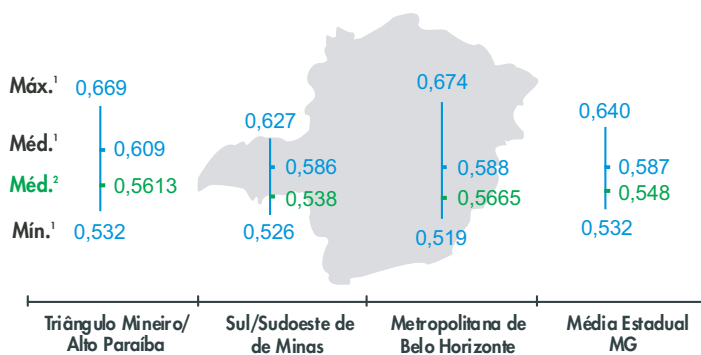 Máx.¹
0,669
0,627
0,674
0,640
Méd.¹
0,609
0,586
0,588
0,587
Méd.²
0,5613
0,538
0,5665
0,548
Mín.¹
0,532
0,526
0,519
0,532
Triângulo Mineiro/
Alto Paraíba
Sul/Sudoeste de
de Minas
Metropolitana de
Belo Horizonte
Média Estadual
MG